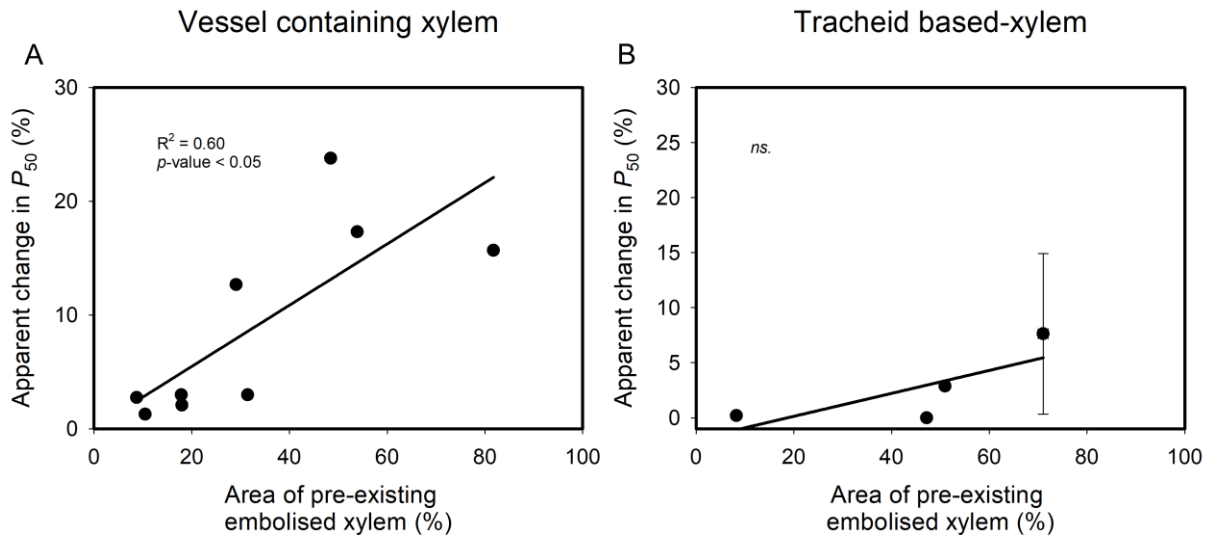 Vessel containing xylem
Tracheid based-xylem
A
30
20
10
0
0 20 40 60 80 100
Apparent change in P50 (%)
R2 = 0.60
p-value < 0.05
Area of pre-existing
embolised xylem (%)
B
30
25
20
15
10
5
0
0 20 40 60 80 100
Apparent change in P50 (%)
ns.
Area of pre-existing
embolised xylem (%)